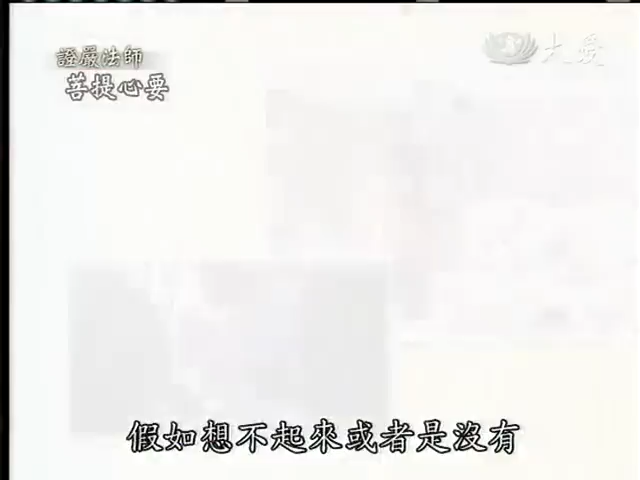 證嚴法師
菩提心要
大愛
假如想不起來或者是沒有